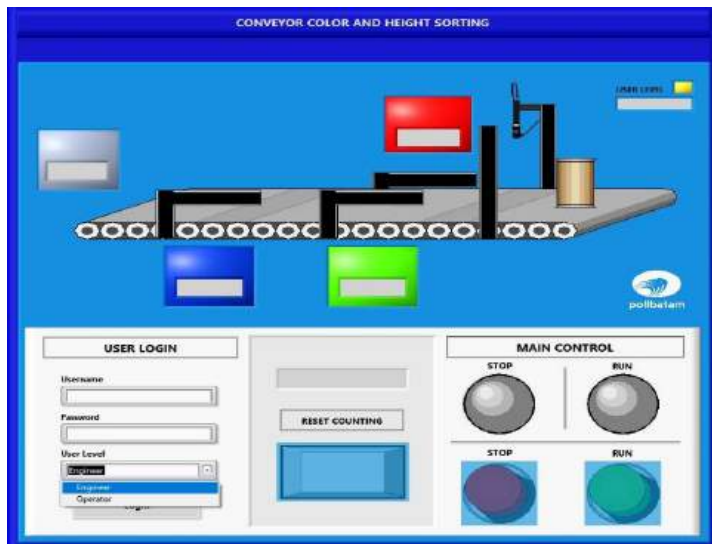 CONVEYOR COLOR AND HEIGHT SORTING
USER LEVEL
polibatam
USER LOGIN
Username
Password
User Level
Engineer
Engineer
Operator
Login
RESET COUNTING
MAIN CONTROL
STOP
RUN
STOP
RUN